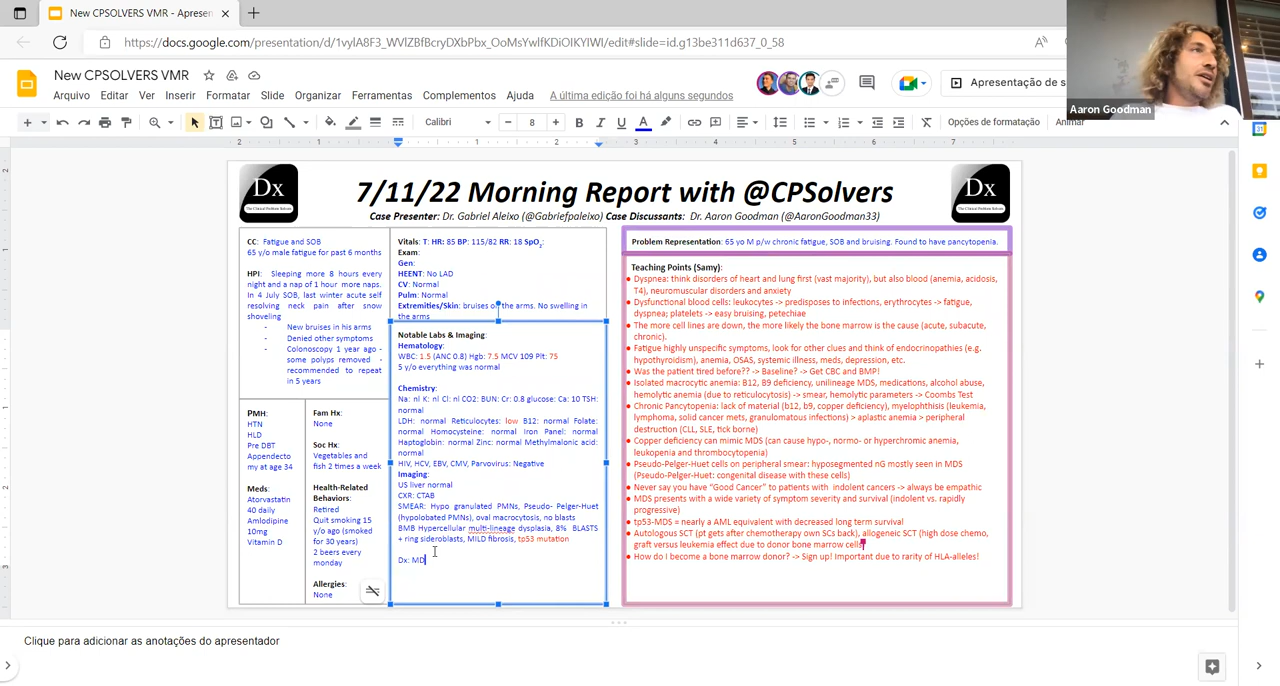 New CPSOLVERS VMR - Apresen
https://docs.google.com/presentation/d/1vylA8F3_WVlZBfBcryDXbPbx_OoMsYwlfKDiOIKYIWI/edit#slide=id.g13be311d637_0_58
New CPSOLVERS VMR
Arquivo Editar Ver Inserir Formatar Slide Organizar Ferramentas Complementos Ajuda A última edição foi há alguns segundos
Apresentação de s
Aaron Goodman
Calibri 8 Opções de formatação Animar
7/11/22 Morning Report with @CPSolvers
Case Presenter: Dr. Gabriel Aleixo (@Gabriefpaleixo) Case Discussants: Dr. Aaron Goodman (@AaronGoodman33)
Dx
The Clinical Problem Solvers
Dx
The Clinical Problem Solvers
CC: Fatigue and SOB
65 y/o male fatigue for past 6 months
HPI: Sleeping more 8 hours every
night and a nap of 1 hour more naps.
In 4 July SOB, last winter acute self
resolving neck pain after snow
shoveling
- New bruises in his arms
- Denied other symptoms
- Colonoscopy 1 year ago -
some polyps removed -
recommended to repeat
in 5 years
PMH:
HTN
HLD
Pre DBT
Appendecto
my at age 34
Meds:
Atorvastatin
40 daily
Amlodipine
10mg
Vitamin D
Fam Hx:
None
Soc Hx:
Vegetables and
fish 2 times a week
Health-Related
Behaviors:
Retired
Quit smoking 15
y/o ago (smoked
for 30 years)
2 beers every
monday
Allergies:
None
Vitals: T: HR: 85 BP: 115/82 RR: 18 SpO2:
Exam:
Gen:
HEENT: No LAD
CV: Normal
Pulm: Normal
Extremities/Skin: bruises on the arms. No swelling in
the arms
Notable Labs & Imaging:
Hematology:
WBC: 1.5 (ANC 0.8) Hgb: 7.5 MCV 109 Plt: 75
5 y/o everything was normal
Chemistry:
Na: nl K: nl Cl: nl CO2: BUN: Cr: 0.8 glucose: Ca: 10 TSH:
normal
LDH: normal Reticulocytes: low B12: normal Folate:
normal Homocysteine: normal Iron Panel: normal
Haptoglobin: normal Zinc: normal Methylmalonic acid:
normal
HIV, HCV, EBV, CMV, Parvovirus: Negative
Imaging:
US liver normal
CXR: CTAB
SMEAR: Hypo granulated PMNs, Pseudo- Pelger-Huet
(hypolobated PMNs), oval macrocytosis, no blasts
BMB Hypercellular multi-lineage dysplasia, 8% BLASTS
+ ring sideroblasts, MILD fibrosis, tp53 mutation
Dx: MD
Problem Representation: 65 yo M p/w chronic fatigue, SOB and bruising. Found to have pancytopenia.
Teaching Points (Samy):
● Dyspnea: think disorders of heart and lung first (vast majority), but also blood (anemia, acidosis,
T4), neuromuscular disorders and anxiety
● Dysfunctional blood cells: leukocytes -> predisposes to infections, erythrocytes -> fatigue,
dyspnea; platelets -> easy bruising, petechiae
● The more cell lines are down, the more likely the bone marrow is the cause (acute, subacute,
chronic).
● Fatigue highly unspecific symptoms, look for other clues and think of endocrinopathies (e.g.
hypothyroidism), anemia, OSAS, systemic illness, meds, depression, etc.
● Was the patient tired before?? -> Baseline? -> Get CBC and BMP!
● Isolated macrocytic anemia: B12, B9 deficiency, unilineage MDS, medications, alcohol abuse,
hemolytic anemia (due to reticulocytosis) -> smear, hemolytic parameters -> Coombs Test
● Chronic Pancytopenia: lack of material (b12, b9, copper deficiency), myelophthisis (leukemia,
lymphoma, solid cancer mets, granulomatous infections) > aplastic anemia > peripheral
destruction (CLL, SLE, tick borne)
● Copper deficiency can mimic MDS (can cause hypo-, normo- or hyperchromic anemia,
leukopenia and thrombocytopenia)
● Pseudo-Pelger-Huet cells on peripheral smear: hyposegmented nG mostly seen in MDS
(Pseudo-Pelger-Huet: congenital disease with these cells)
● Never say you have “Good Cancer” to patients with indolent cancers -> always be empathic
● MDS presents with a wide variety of symptom severity and survival (indolent vs. rapidly
progressive)
● tp53-MDS = nearly a AML equivalent with decreased long term survival
● Autologous SCT (pt gets after chemotherapy own SCs back), allogeneic SCT (high dose chemo,
graft versus leukemia effect due to donor bone marrow cells
● How do I become a bone marrow donor? -> Sign up! Important due to rarity of HLA-alleles!
Clique para adicionar as anotações do apresentador